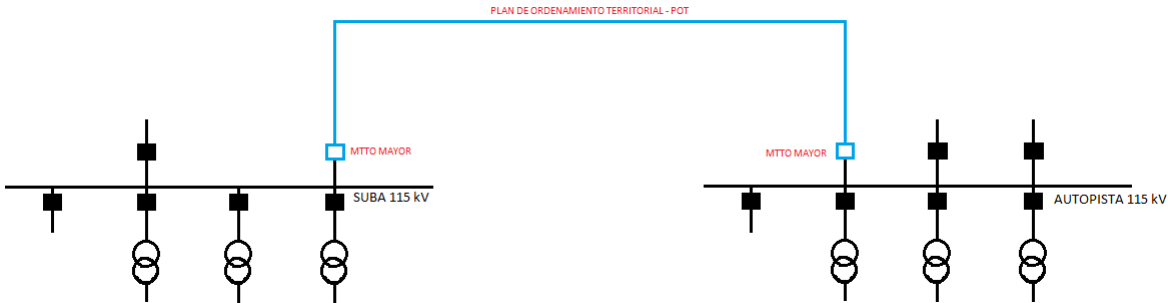 PLAN DE ORDENAMIENTO TERRITORIAL - POT
MTTO MAYOR
MTTO MAYOR
SUBA 115 kV
AUTOPISTA 115 kV